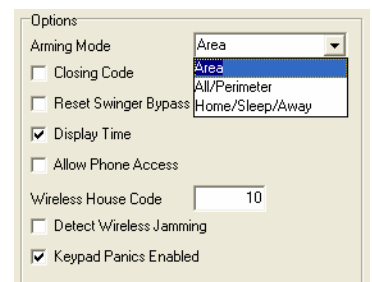 Options
Arming Mode Area
Area
Closing Code
All/Perimeter
Reset Swinger Bypass Home/Sleep/Away
Display Time
Allow Phone Access
Wireless House Code 10
Detect Wireless Jamming
Keypad Panics Enabled